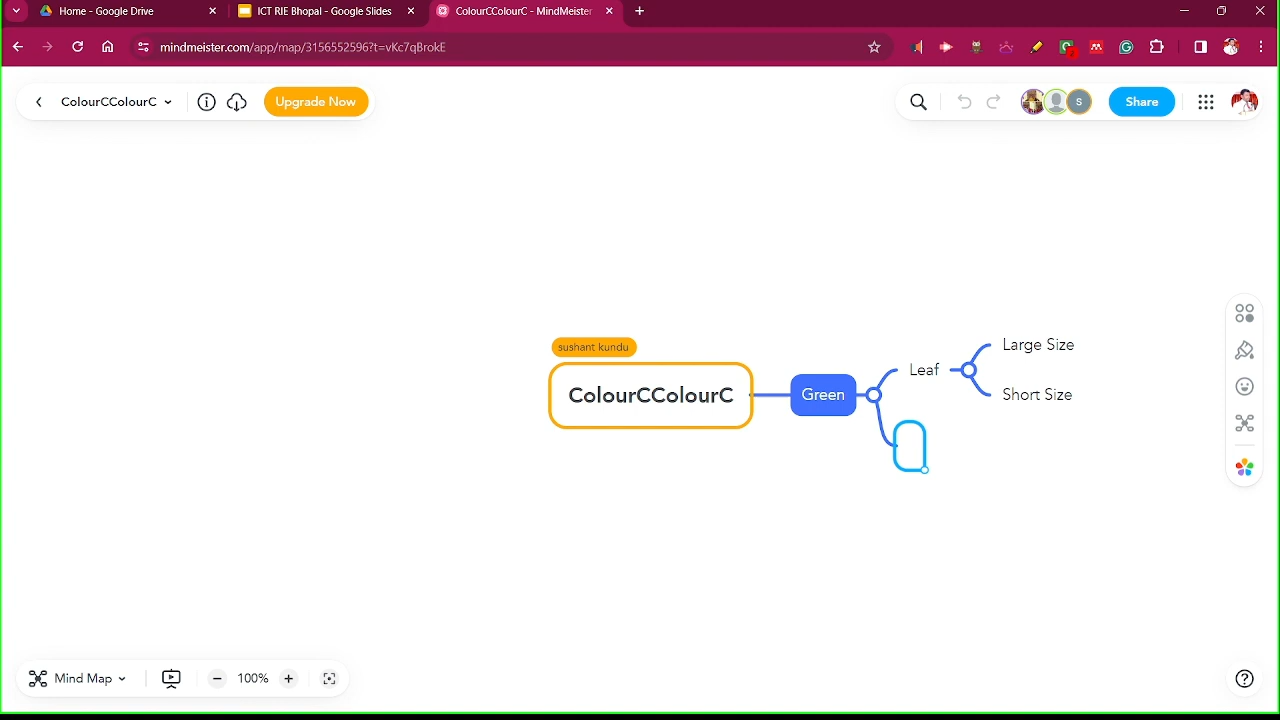 Home - Google Drive
ICT RIE Bhopal - Google Slides
ColourCColourC - MindMeister
mindmeister.com/app/map/3156552596?t=vKc7qBrokE
ColourCColourC
Upgrade Now
S
Share
sushant kundu
ColourCColourC
Green
Leaf
Large Size
Short Size
Mind Map
100%